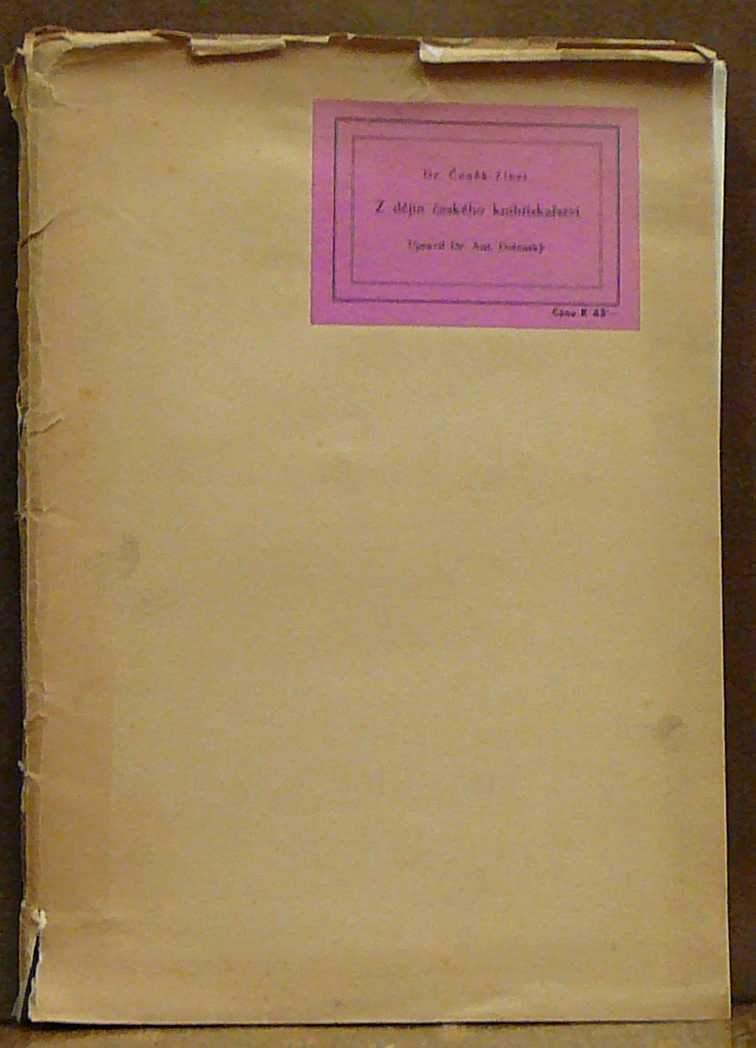 Dr. Čeněk Zíbrt
Z dějin českého knihtiskařství
Upravil Dr. Ant. Dolenský
Cena K 45·—